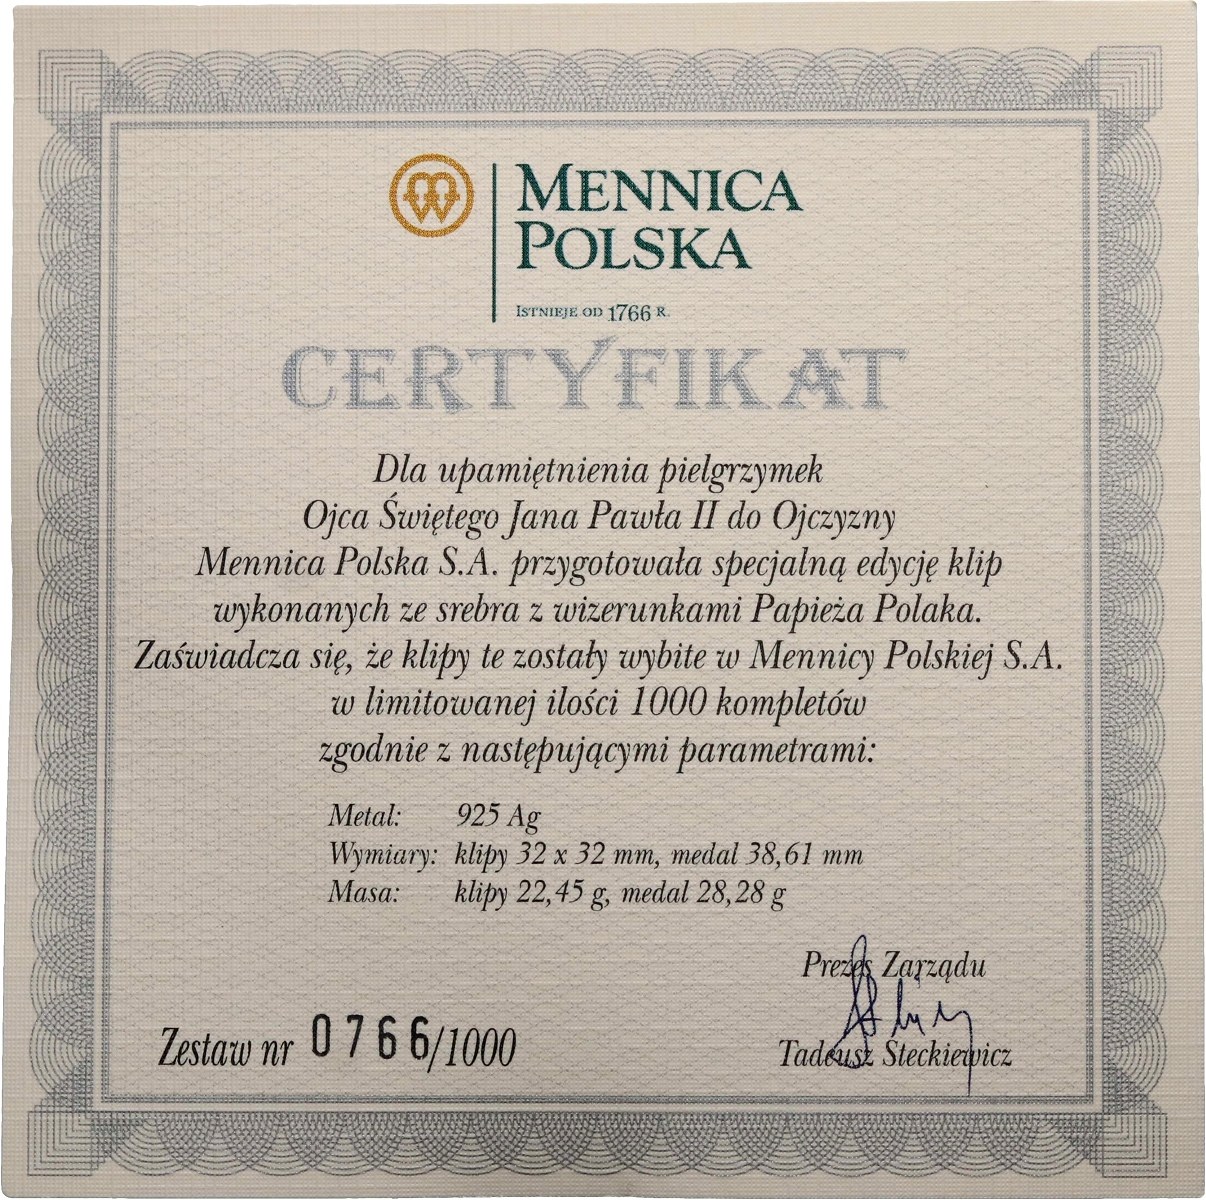 MENNICA
POLSKA
ISTNIEJE OD 1766 R.
CERTYFIKAT
Dla upamiętnienia pielgrzymek
Ojca Świętego Jana Pawła II do Ojczyzny
Mennica Polska S.A. przygotowała specjalną edycję klip
wykonanych ze srebra z wizerunkami Papieża Polaka.
Zaświadcza się, że klipy te zostały wybite w Mennicy Polskiej S.A.
w limitowanej ilości 1000 kompletów
zgodnie z następującymi parametrami:
Metal: 925 Ag
Wymiary: klipy 32 x 32 mm, medal 38,61 mm
Masa: klipy 22,45 g, medal 28,28 g
Prezes Zarządu
Zestaw nr 0766/1000
Tadeusz Steckiewicz